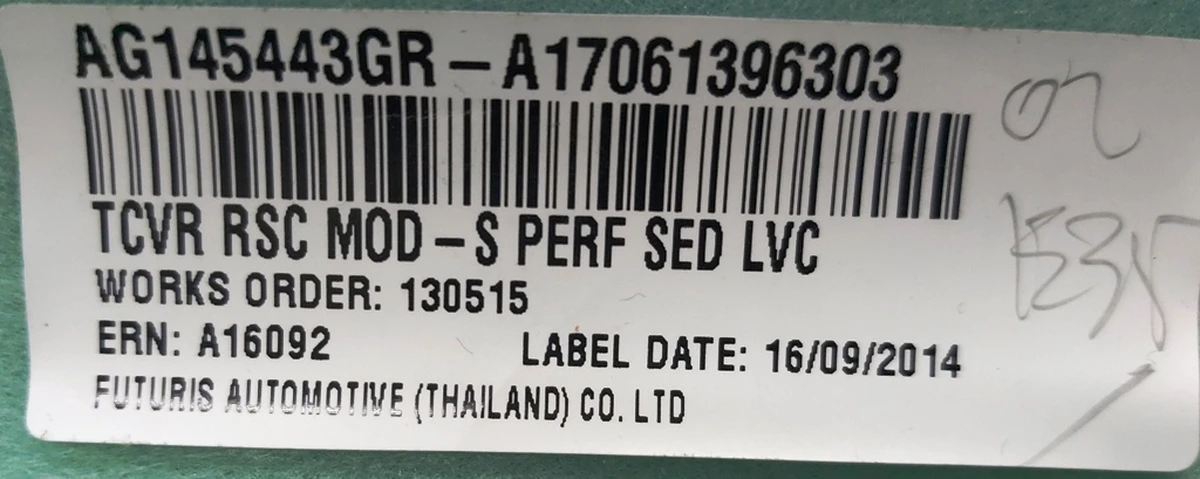 AG145443GR – A17061396303
TCVR RSC MOD – S PERF SED LVC
WORKS ORDER: 130515
ERN: A16092
LABEL DATE: 16/09/2014
FUTURIS AUTOMOTIVE (THAILAND) CO. LTD